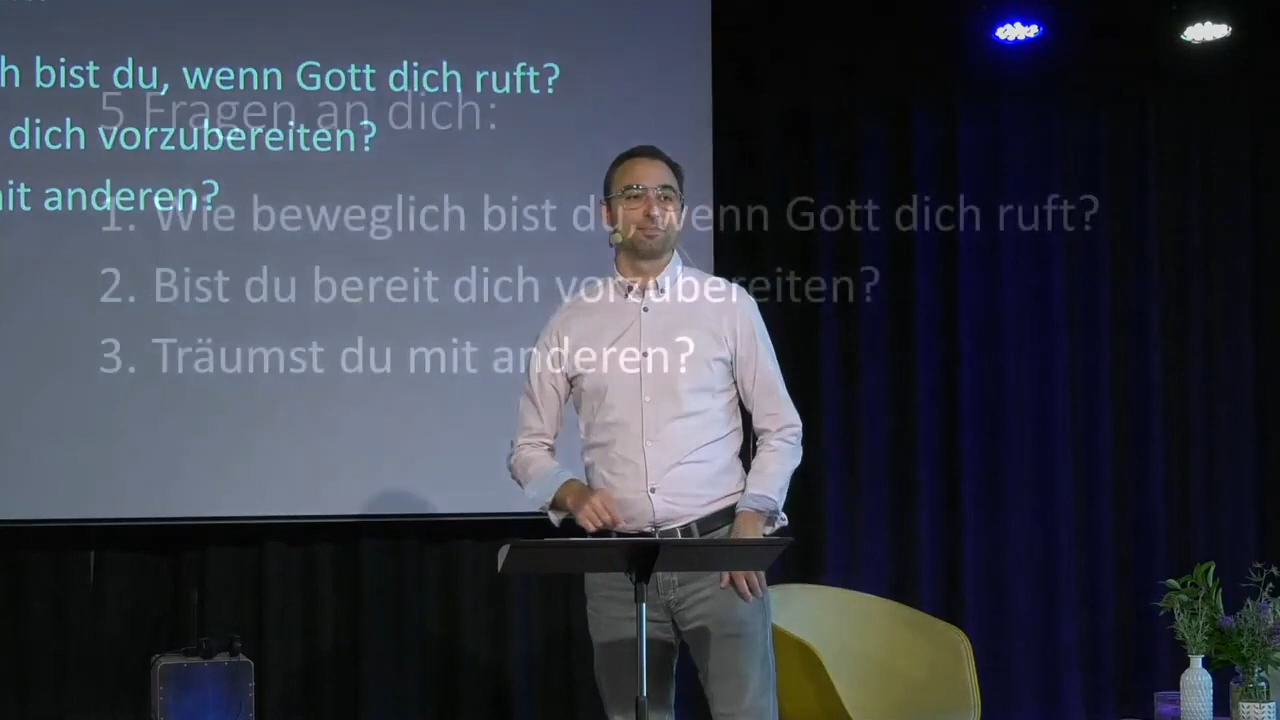 h bist du, wenn Gott dich ruft?
dich vorzubereiten?
it anderen?
5 Fragen an dich:
1. Wie beweglich bist du, wenn Gott dich ruft?
2. Bist du bereit dich vorzubereiten?
3. Träumst du mit anderen?